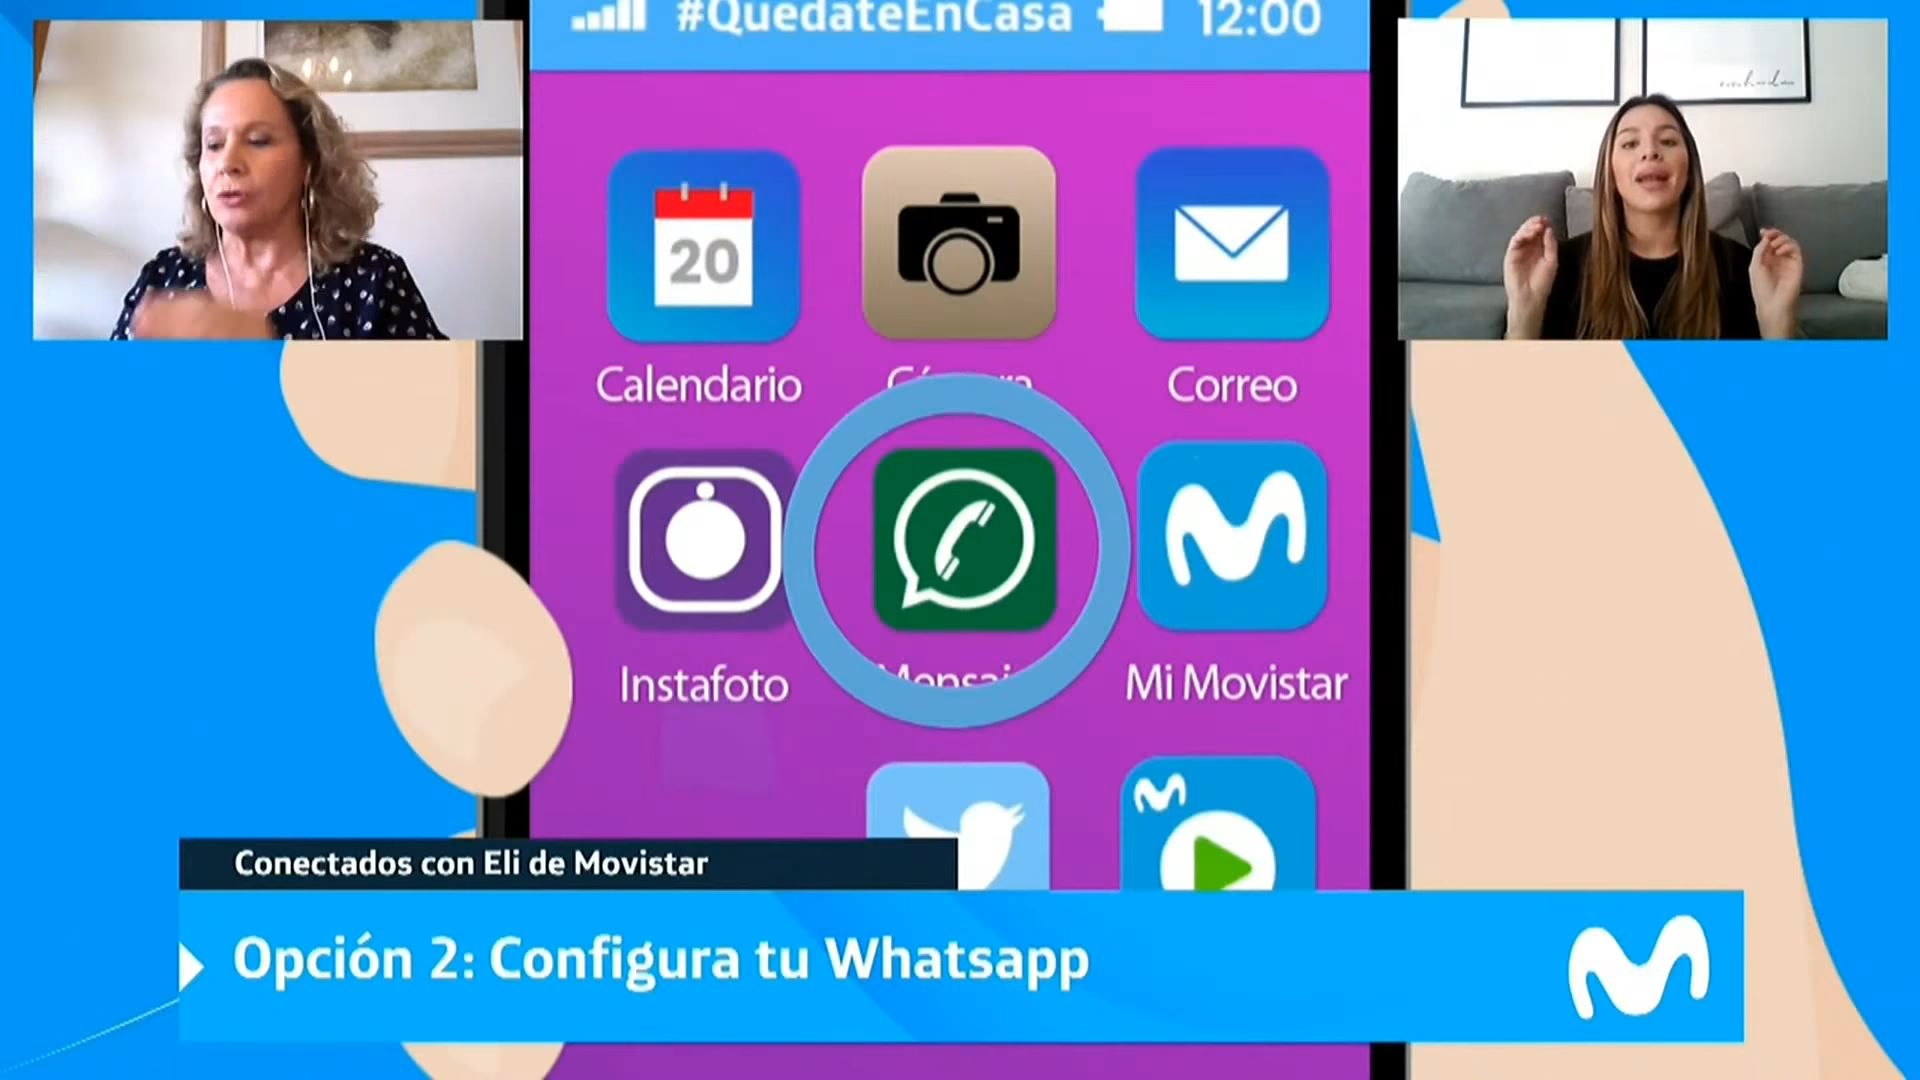 #QuedateEnCasa 12:00
20
Calendario
Cámara
Correo
Instafoto
Mi Movistar
Conectados con Eli de Movistar
Opción 2: Configura tu Whatsapp